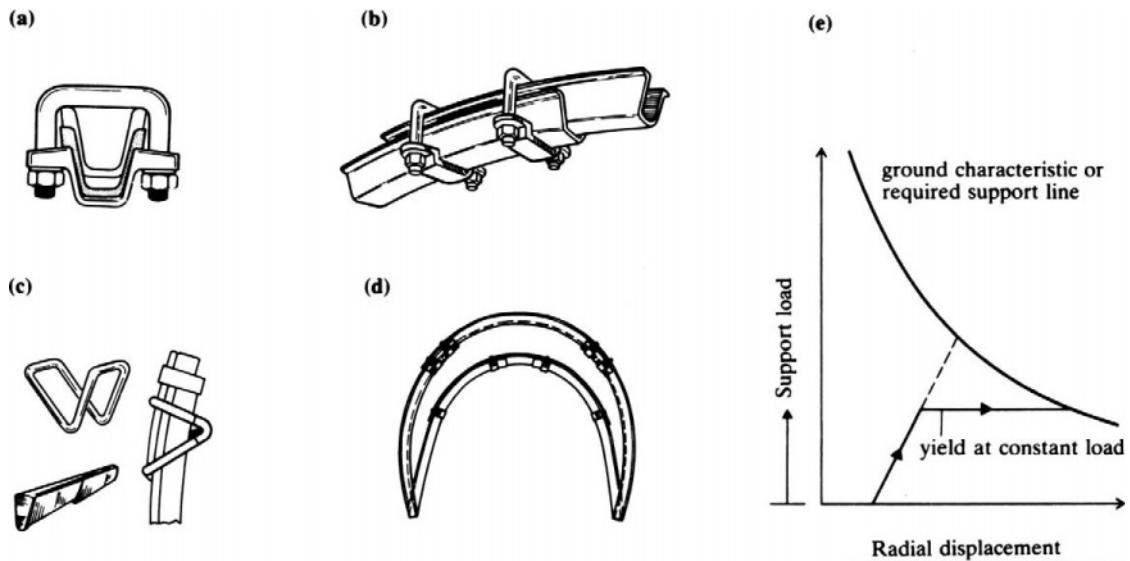 (a)
(b)
(e)
ground characteristic or
required support line
(c)
(d)
Support load
yield at constant load
Radial displacement